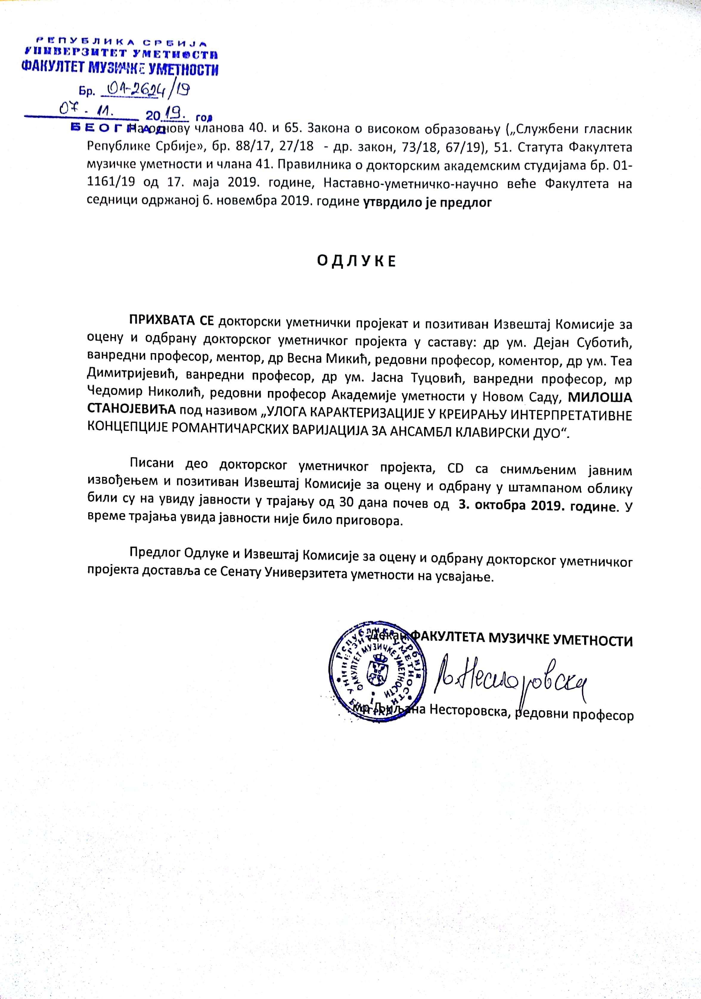 РЕПУБЛИКА СРБИЈА
УНИВЕРЗИТЕТ УМЕТНОСТИ
ФАКУЛТЕТ МУЗИЧКЕ УМЕТНОСТИ
Бр. 01-2624/19
07. 11. 2019. год
БЕОГРАД
На основу чланова 40. и 65. Закона о високом образовању („Службени гласник
Републике Србије», бр. 88/17, 27/18 - др. закон, 73/18, 67/19), 51. Статута Факултета
музичке уметности и члана 41. Правилника о докторским академским студијама бр. 01-
1161/19 од 17. маја 2019. године, Наставно-уметничко-научно веће Факултета на
седници одржаној 6. новембра 2019. године утврдило је предлог
О Д Л У К Е
ПРИХВАТА СЕ докторски уметнички пројекат и позитиван Извештај Комисије за
оцену и одбрану докторског уметничког пројекта у саставу: др ум. Дејан Суботић,
ванредни професор, ментор, др Весна Микић, редовни професор, коментор, др ум. Теа
Димитријевић, ванредни професор, др ум. Јасна Туцовић, ванредни професор, мр
Чедомир Николић, редовни професор Академије уметности у Новом Саду, МИЛОША
СТАНОЈЕВИЋА под називом „УЛОГА КАРАКТЕРИЗАЦИЈЕ У КРЕИРАЊУ ИНТЕРПРЕТАТИВНЕ
КОНЦЕПЦИЈЕ РОМАНТИЧАРСКИХ ВАРИЈАЦИЈА ЗА АНСАМБЛ КЛАВИРСКИ ДУО“.
Писани део докторског уметничког пројекта, CD са снимљеним јавним
извођењем и позитиван Извештај Комисије за оцену и одбрану у штампаном облику
били су на увиду јавности у трајању од 30 дана почев од 3. октобра 2019. године. У
време трајања увида јавности није било приговора.
Предлог Одлуке и Извештај Комисије за оцену и одбрану докторског уметничког
пројекта доставља се Сенату Универзитета уметности на усвајање.
Декан ФАКУЛТЕТА МУЗИЧКЕ УМЕТНОСТИ
Република Србија
УНИВЕРЗИТЕТ УМЕТНОСТИ
ФАКУЛТЕТ МУЗИЧКЕ УМЕТНОСТИ
I
БЕОГРАД
Љ. Несторовска
мр Љиљана Несторовска, редовни професор